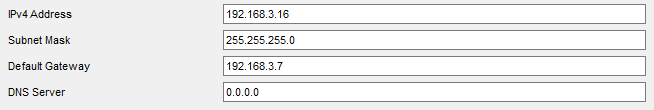 IPv4 Address 192.168.3.16
Subnet Mask 255.255.255.0
Default Gateway 192.168.3.7
DNS Server 0.0.0.0